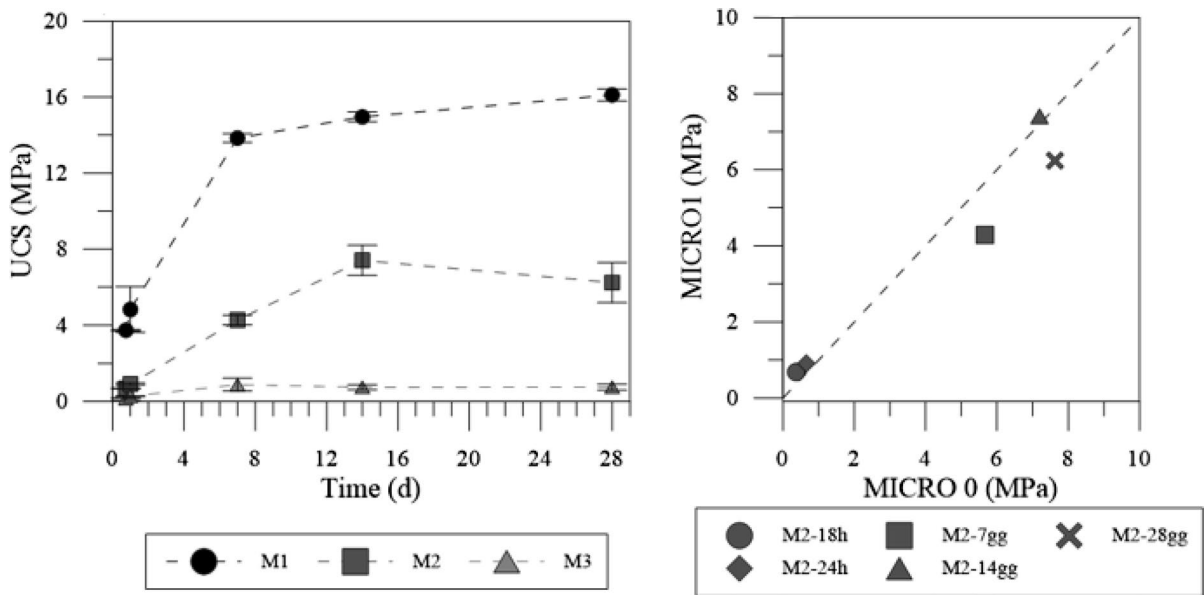 20
16
12
8
4
0
UCS (MPa)
0 4 8 12 16 20 24 28
Time (d)
M1 M2 M3
10
8
6
4
2
0
MICRO1 (MPa)
0 2 4 6 8 10
MICRO 0 (MPa)
M2-18h M2-7gg M2-28gg
M2-24h M2-14gg